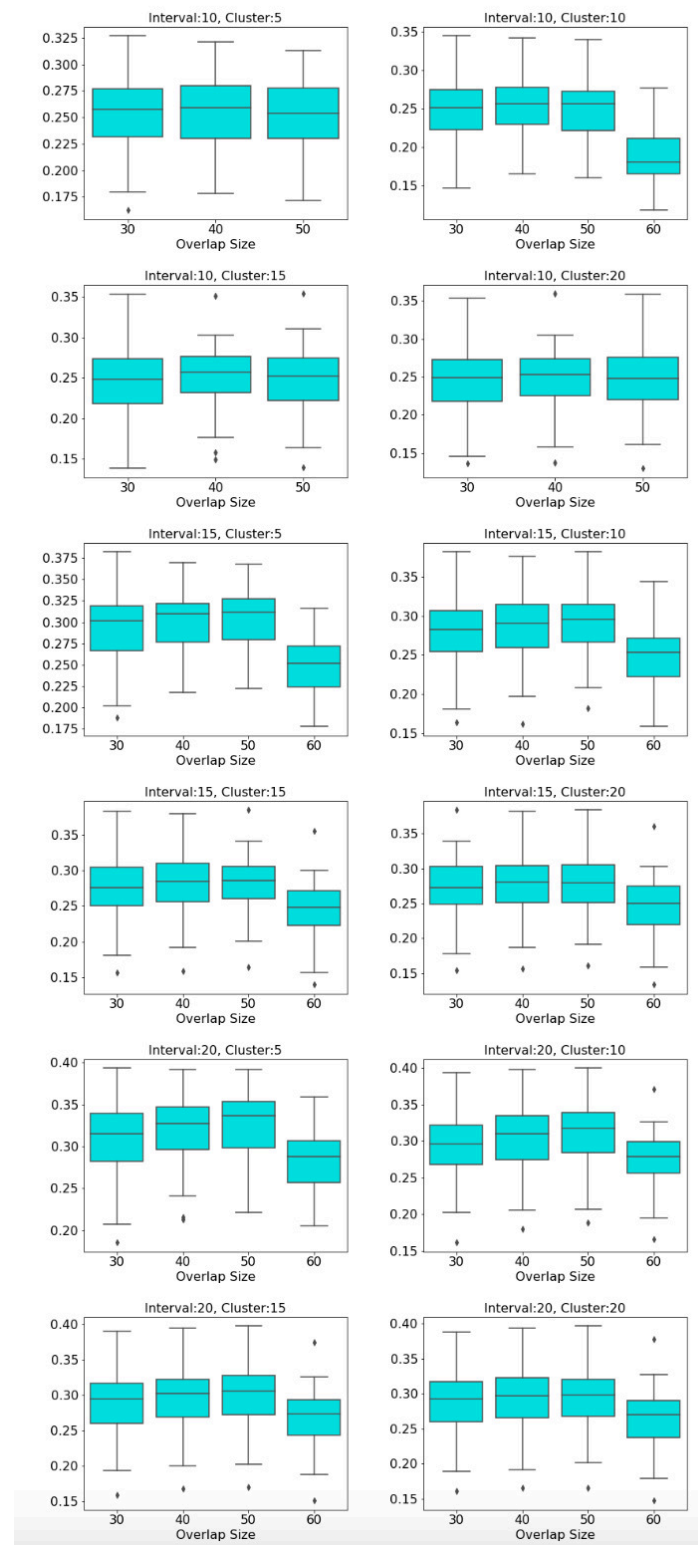 Interval:10, Cluster:5
0.325
0.300
0.275
0.250
0.225
0.200
0.175
30 40 50
Overlap Size
Interval:10, Cluster:10
0.35
0.30
0.25
0.20
0.15
30 40 50 60
Overlap Size
Interval:10, Cluster:15
0.35
0.30
0.25
0.20
0.15
30 40 50
Overlap Size
Interval:10, Cluster:20
0.35
0.30
0.25
0.20
0.15
30 40 50
Overlap Size
Interval:15, Cluster:5
0.375
0.350
0.325
0.300
0.275
0.250
0.225
0.200
0.175
30 40 50 60
Overlap Size
Interval:15, Cluster:10
0.35
0.30
0.25
0.20
0.15
30 40 50 60
Overlap Size
Interval:15, Cluster:15
0.35
0.30
0.25
0.20
0.15
30 40 50 60
Overlap Size
Interval:15, Cluster:20
0.35
0.30
0.25
0.20
0.15
30 40 50 60
Overlap Size
Interval:20, Cluster:5
0.40
0.35
0.30
0.25
0.20
30 40 50 60
Overlap Size
Interval:20, Cluster:10
0.40
0.35
0.30
0.25
0.20
0.15
30 40 50 60
Overlap Size
Interval:20, Cluster:15
0.40
0.35
0.30
0.25
0.20
0.15
30 40 50 60
Overlap Size
Interval:20, Cluster:20
0.40
0.35
0.30
0.25
0.20
0.15
30 40 50 60
Overlap Size